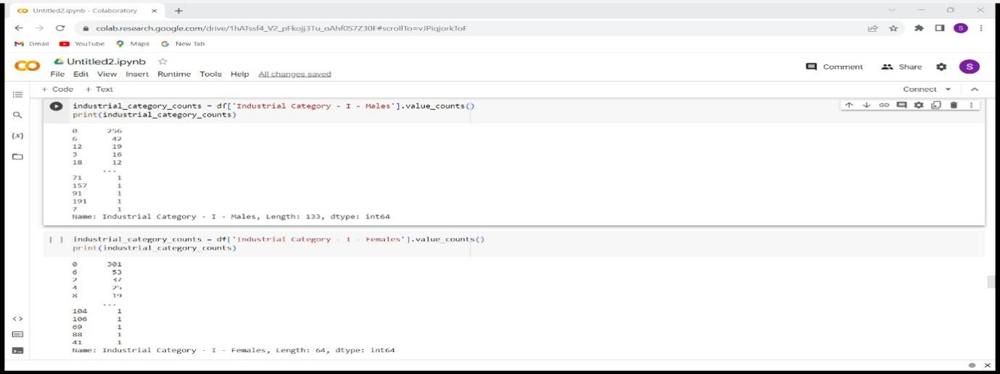 Untitled2.ipynb - Colaboratory
colab.research.google.com/drive/1hATssf4_V2_pFkojj3Tu_oAhf0S7Z30F#scrollTo=vJPiqjorkToF
S
Gmail YouTube Maps New Tab
Untitled2.ipynb
Comment Share S
File Edit View Insert Runtime Tools Help All changes saved
+ Code + Text Connect
industrial_category_counts = df['Industrial Category - I - Males'].value_counts()
print(industrial_category_counts)
{x}
0 256
6 42
12 19
3 16
18 12
...
71 1
157 1
91 1
191 1
7 1
Name: Industrial Category - I - Males, Length: 133, dtype: int64
[ ] industrial_category_counts = df['Industrial Category - I - Females'].value_counts()
print(industrial_category_counts)
0 301
6 53
2 37
4 25
8 19
...
104 1
106 1
69 1
88 1
41 1
Name: Industrial Category - I - Females, Length: 64, dtype: int64